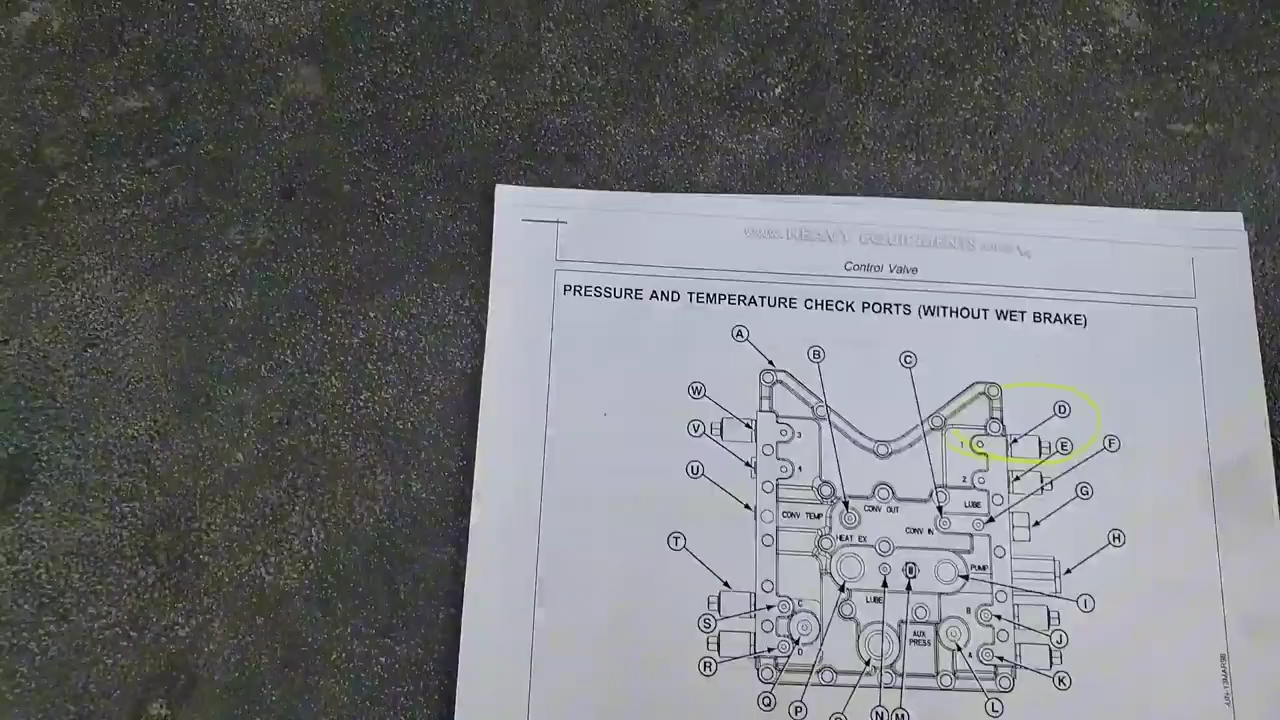 Control Valve
PRESSURE AND TEMPERATURE CHECK PORTS (WITHOUT WET BRAKE)
A
B
C
W
D
V
3
1
E
F
U
4
2
G
LUBE
CONV OUT
CONV TEMP
CONV IN
T
HEAT EX
H
PUMP
LUBE
I
C
B
S
AUX
PRESS
J
R
D
A
K
Q
P
N
M
L